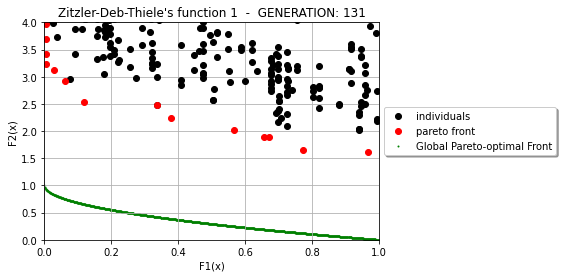 Zitzler-Deb-Thiele's function 1 - GENERATION: 131
4.0
3.5
3.0
2.5
2.0
1.5
1.0
0.5
0.0
F2(x)
0.0 0.2 0.4 0.6 0.8 1.0
F1(x)
individuals
pareto front
Global Pareto-optimal Front